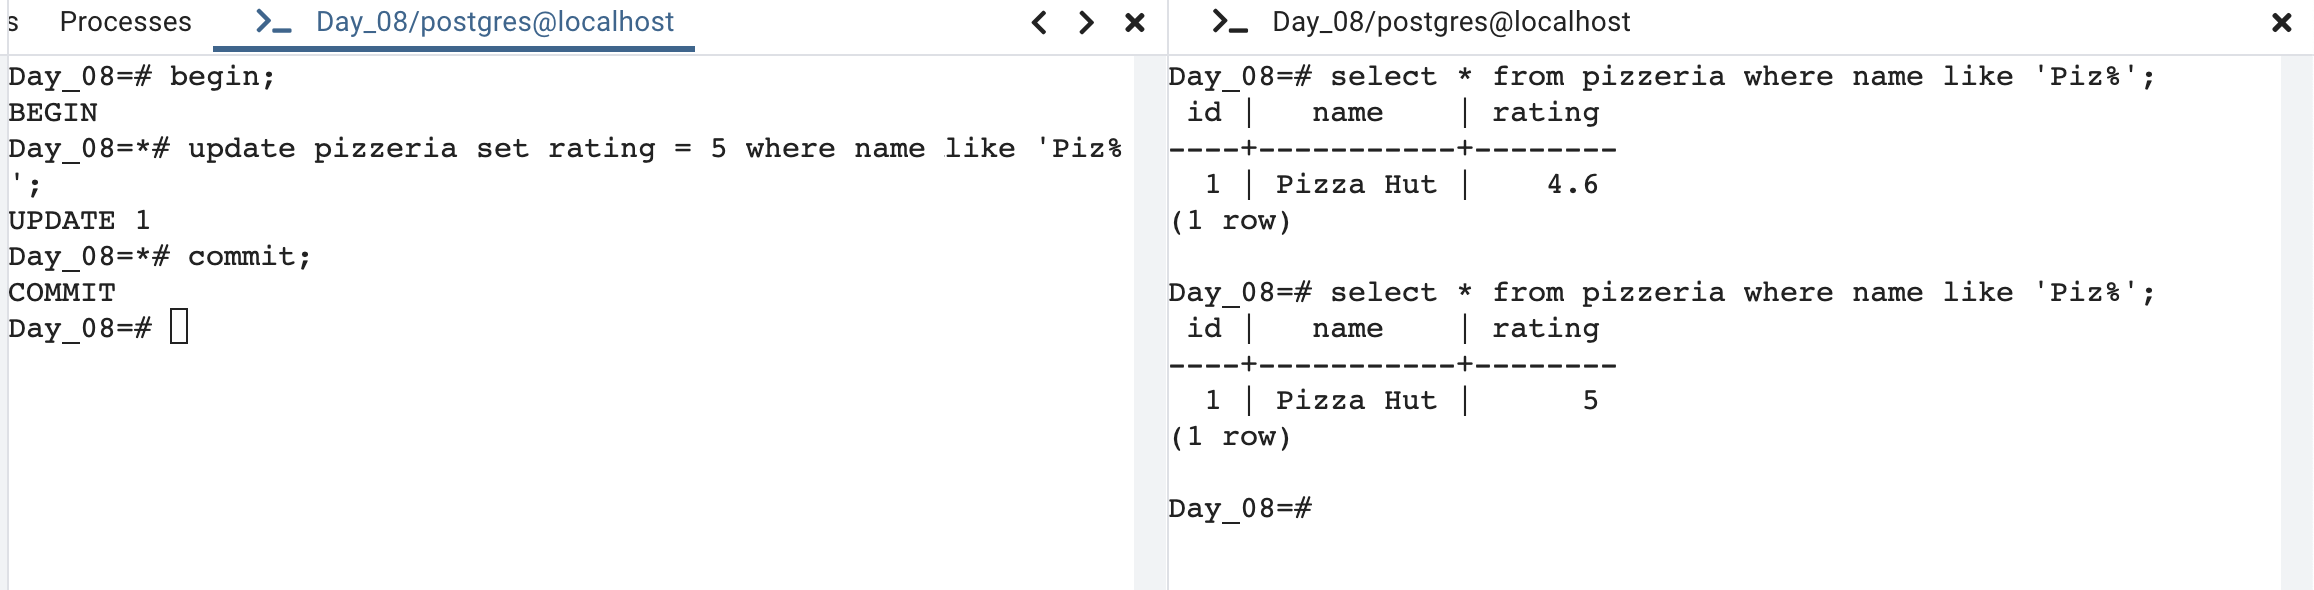 s Processes >_ Day_08/postgres@localhost
Day_08=# begin;
BEGIN
Day_08=*# update pizzeria set rating = 5 where name like 'Piz%
';
UPDATE 1
Day_08=*# commit;
COMMIT
Day_08=#
>_ Day_08/postgres@localhost
Day_08=# select * from pizzeria where name like 'Piz%';
 id |   name    | rating
----+-----------+--------
  1 | Pizza Hut |    4.6
(1 row)
Day_08=# select * from pizzeria where name like 'Piz%';
 id |   name    | rating
----+-----------+--------
  1 | Pizza Hut |      5
(1 row)
Day_08=#